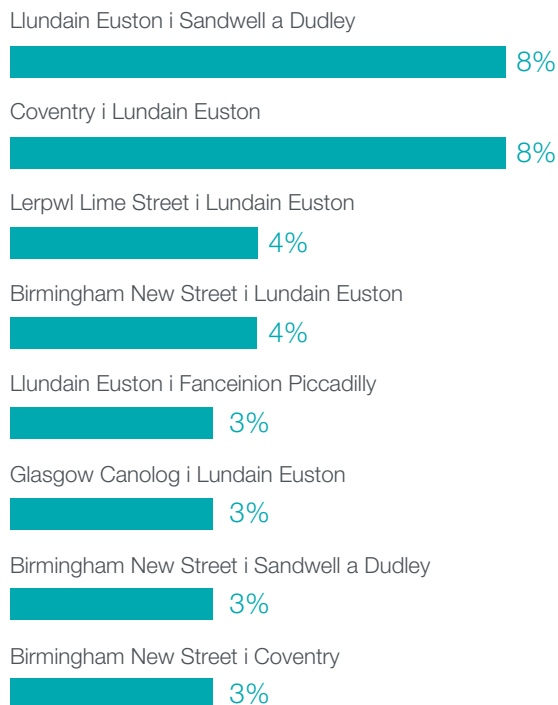 Llundain Euston i Sandwell a Dudley
8%
Coventry i Lundain Euston
8%
Lerpwl Lime Street i Lundain Euston
4%
Birmingham New Street i Lundain Euston
4%
Llundain Euston i Fanceinion Piccadilly
3%
Glasgow Canolog i Lundain Euston
3%
Birmingham New Street i Sandwell a Dudley
3%
Birmingham New Street i Coventry
3%